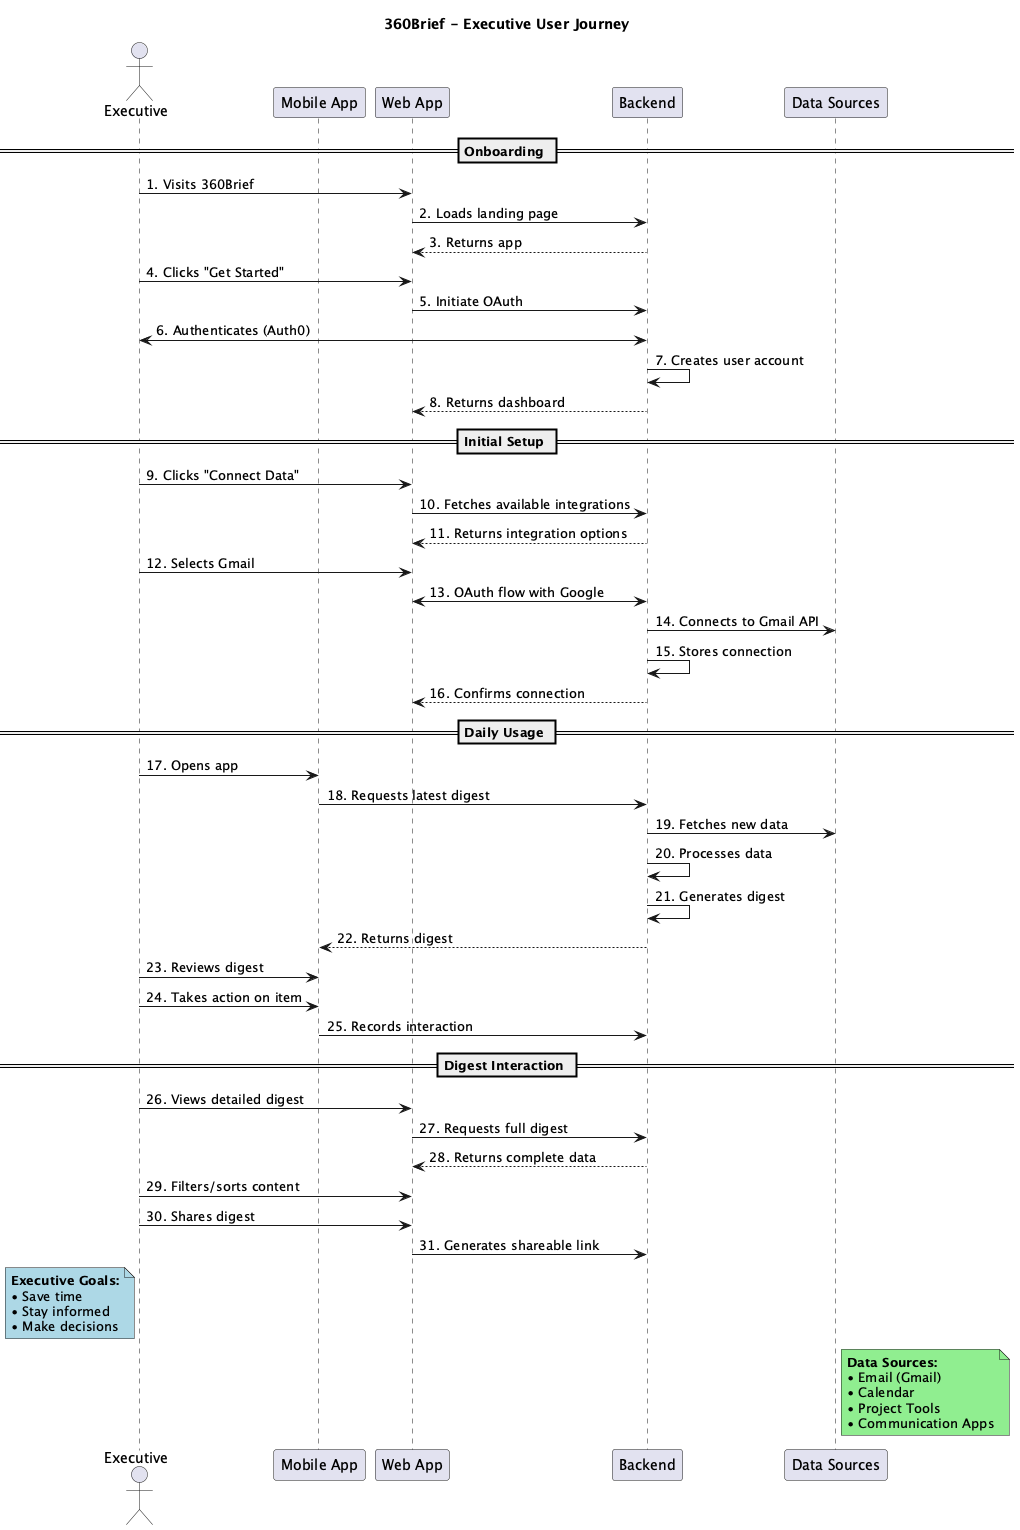 360Brief - Executive User Journey
Executive
Mobile App
Web App
Backend
Data Sources
Onboarding
1. Visits 360Brief
2. Loads landing page
3. Returns app
4. Clicks "Get Started"
5. Initiate OAuth
6. Authenticates (Auth0)
7. Creates user account
8. Returns dashboard
Initial Setup
9. Clicks "Connect Data"
10. Fetches available integrations
11. Returns integration options
12. Selects Gmail
13. OAuth flow with Google
14. Connects to Gmail API
15. Stores connection
16. Confirms connection
Daily Usage
17. Opens app
18. Requests latest digest
19. Fetches new data
20. Processes data
21. Generates digest
22. Returns digest
23. Reviews digest
24. Takes action on item
25. Records interaction
Digest Interaction
26. Views detailed digest
27. Requests full digest
28. Returns complete data
29. Filters/sorts content
30. Shares digest
31. Generates shareable link
Executive Goals:
• Save time
• Stay informed
• Make decisions
Data Sources:
• Email (Gmail)
• Calendar
• Project Tools
• Communication Apps
Executive
Mobile App
Web App
Backend
Data Sources